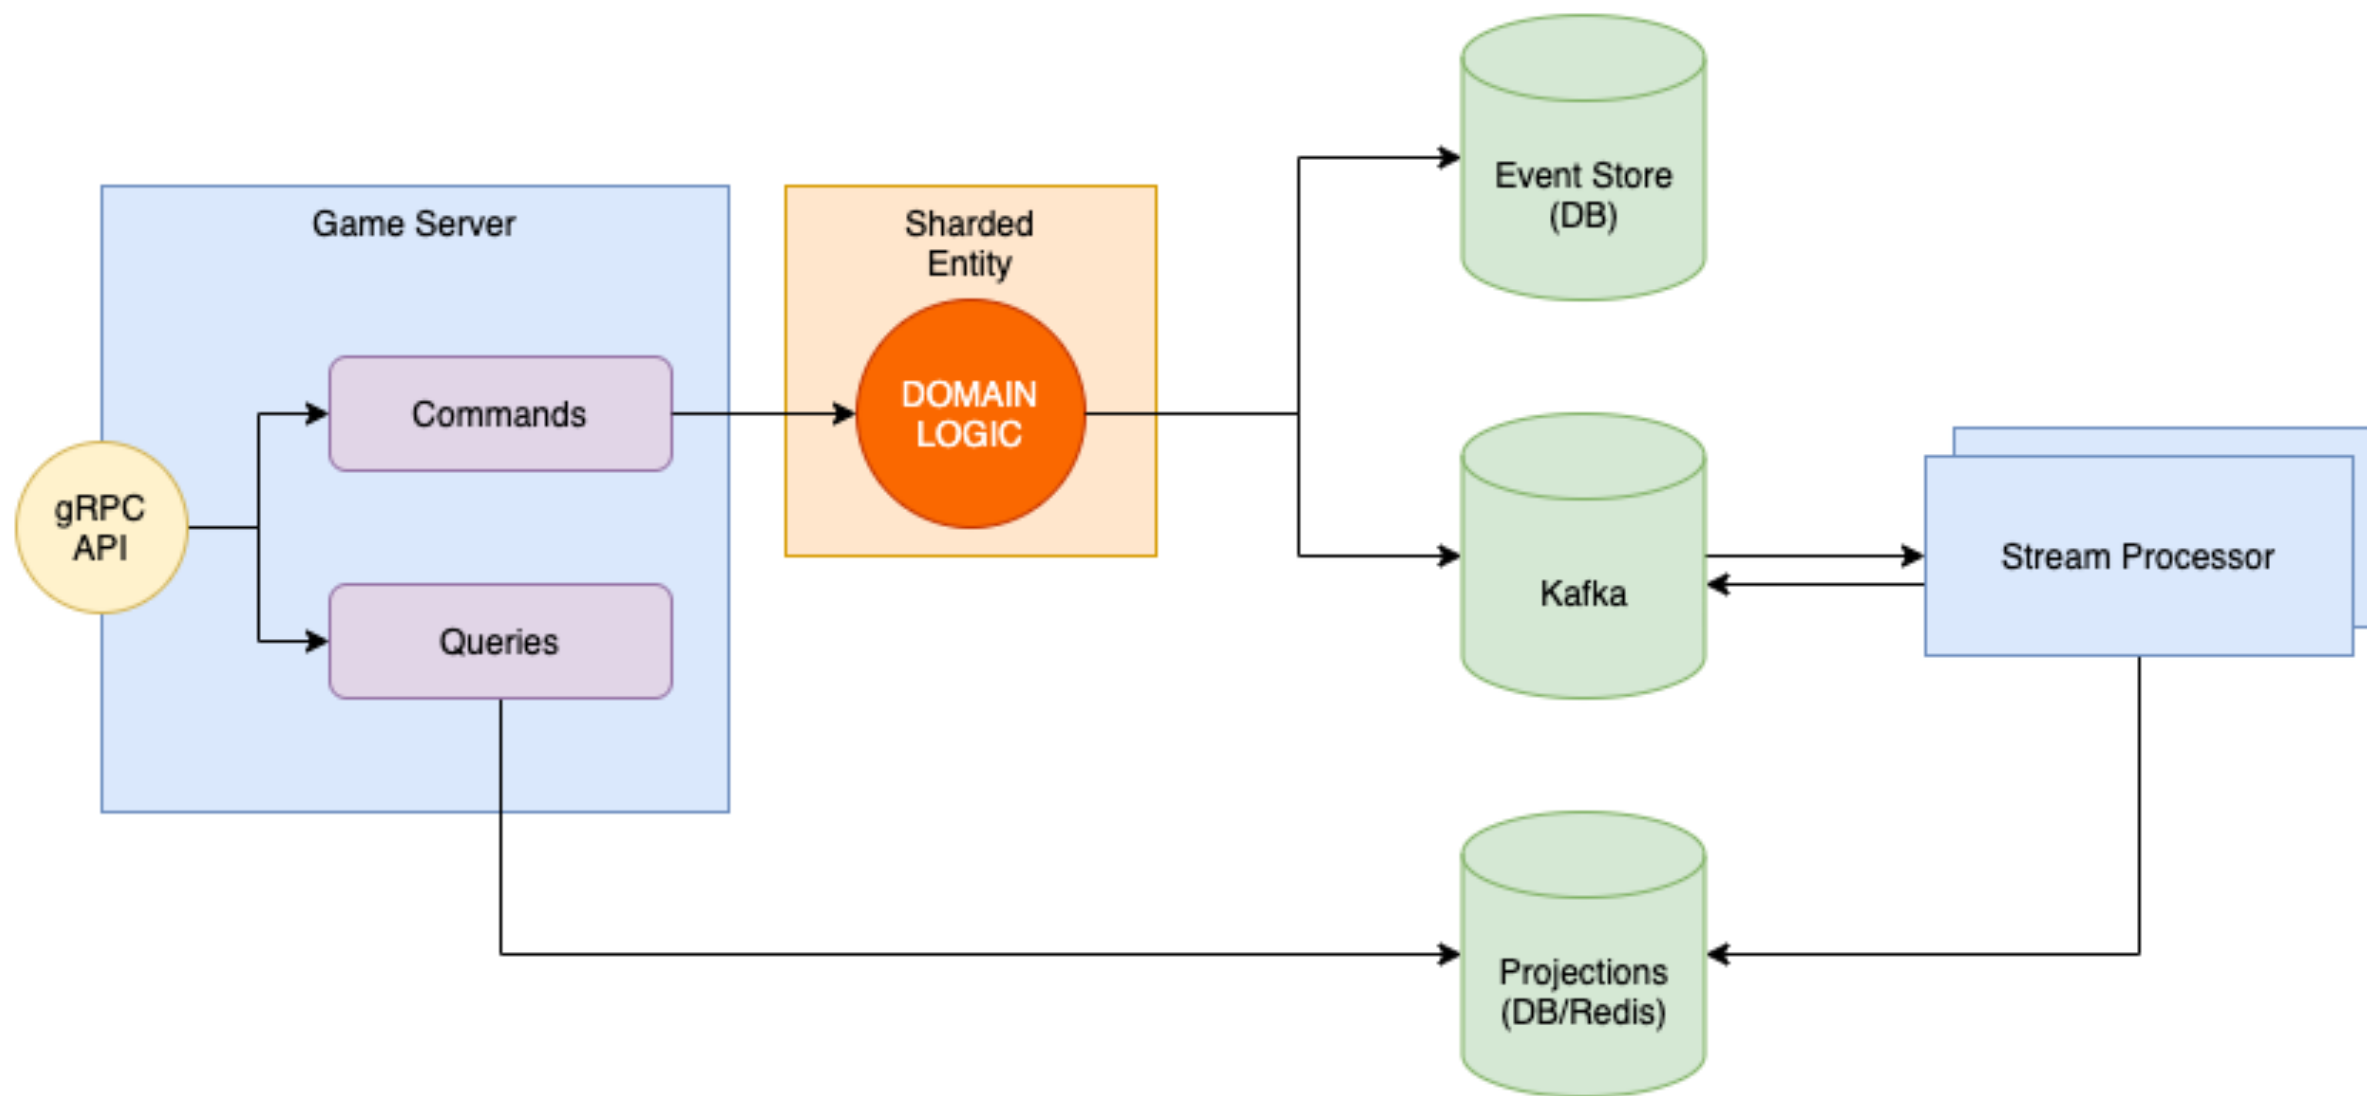 Game Server
Sharded
Entity
Event Store
(DB)
Commands
DOMAIN
LOGIC
gRPC
API
Queries
Kafka
Stream Processor
Projections
(DB/Redis)